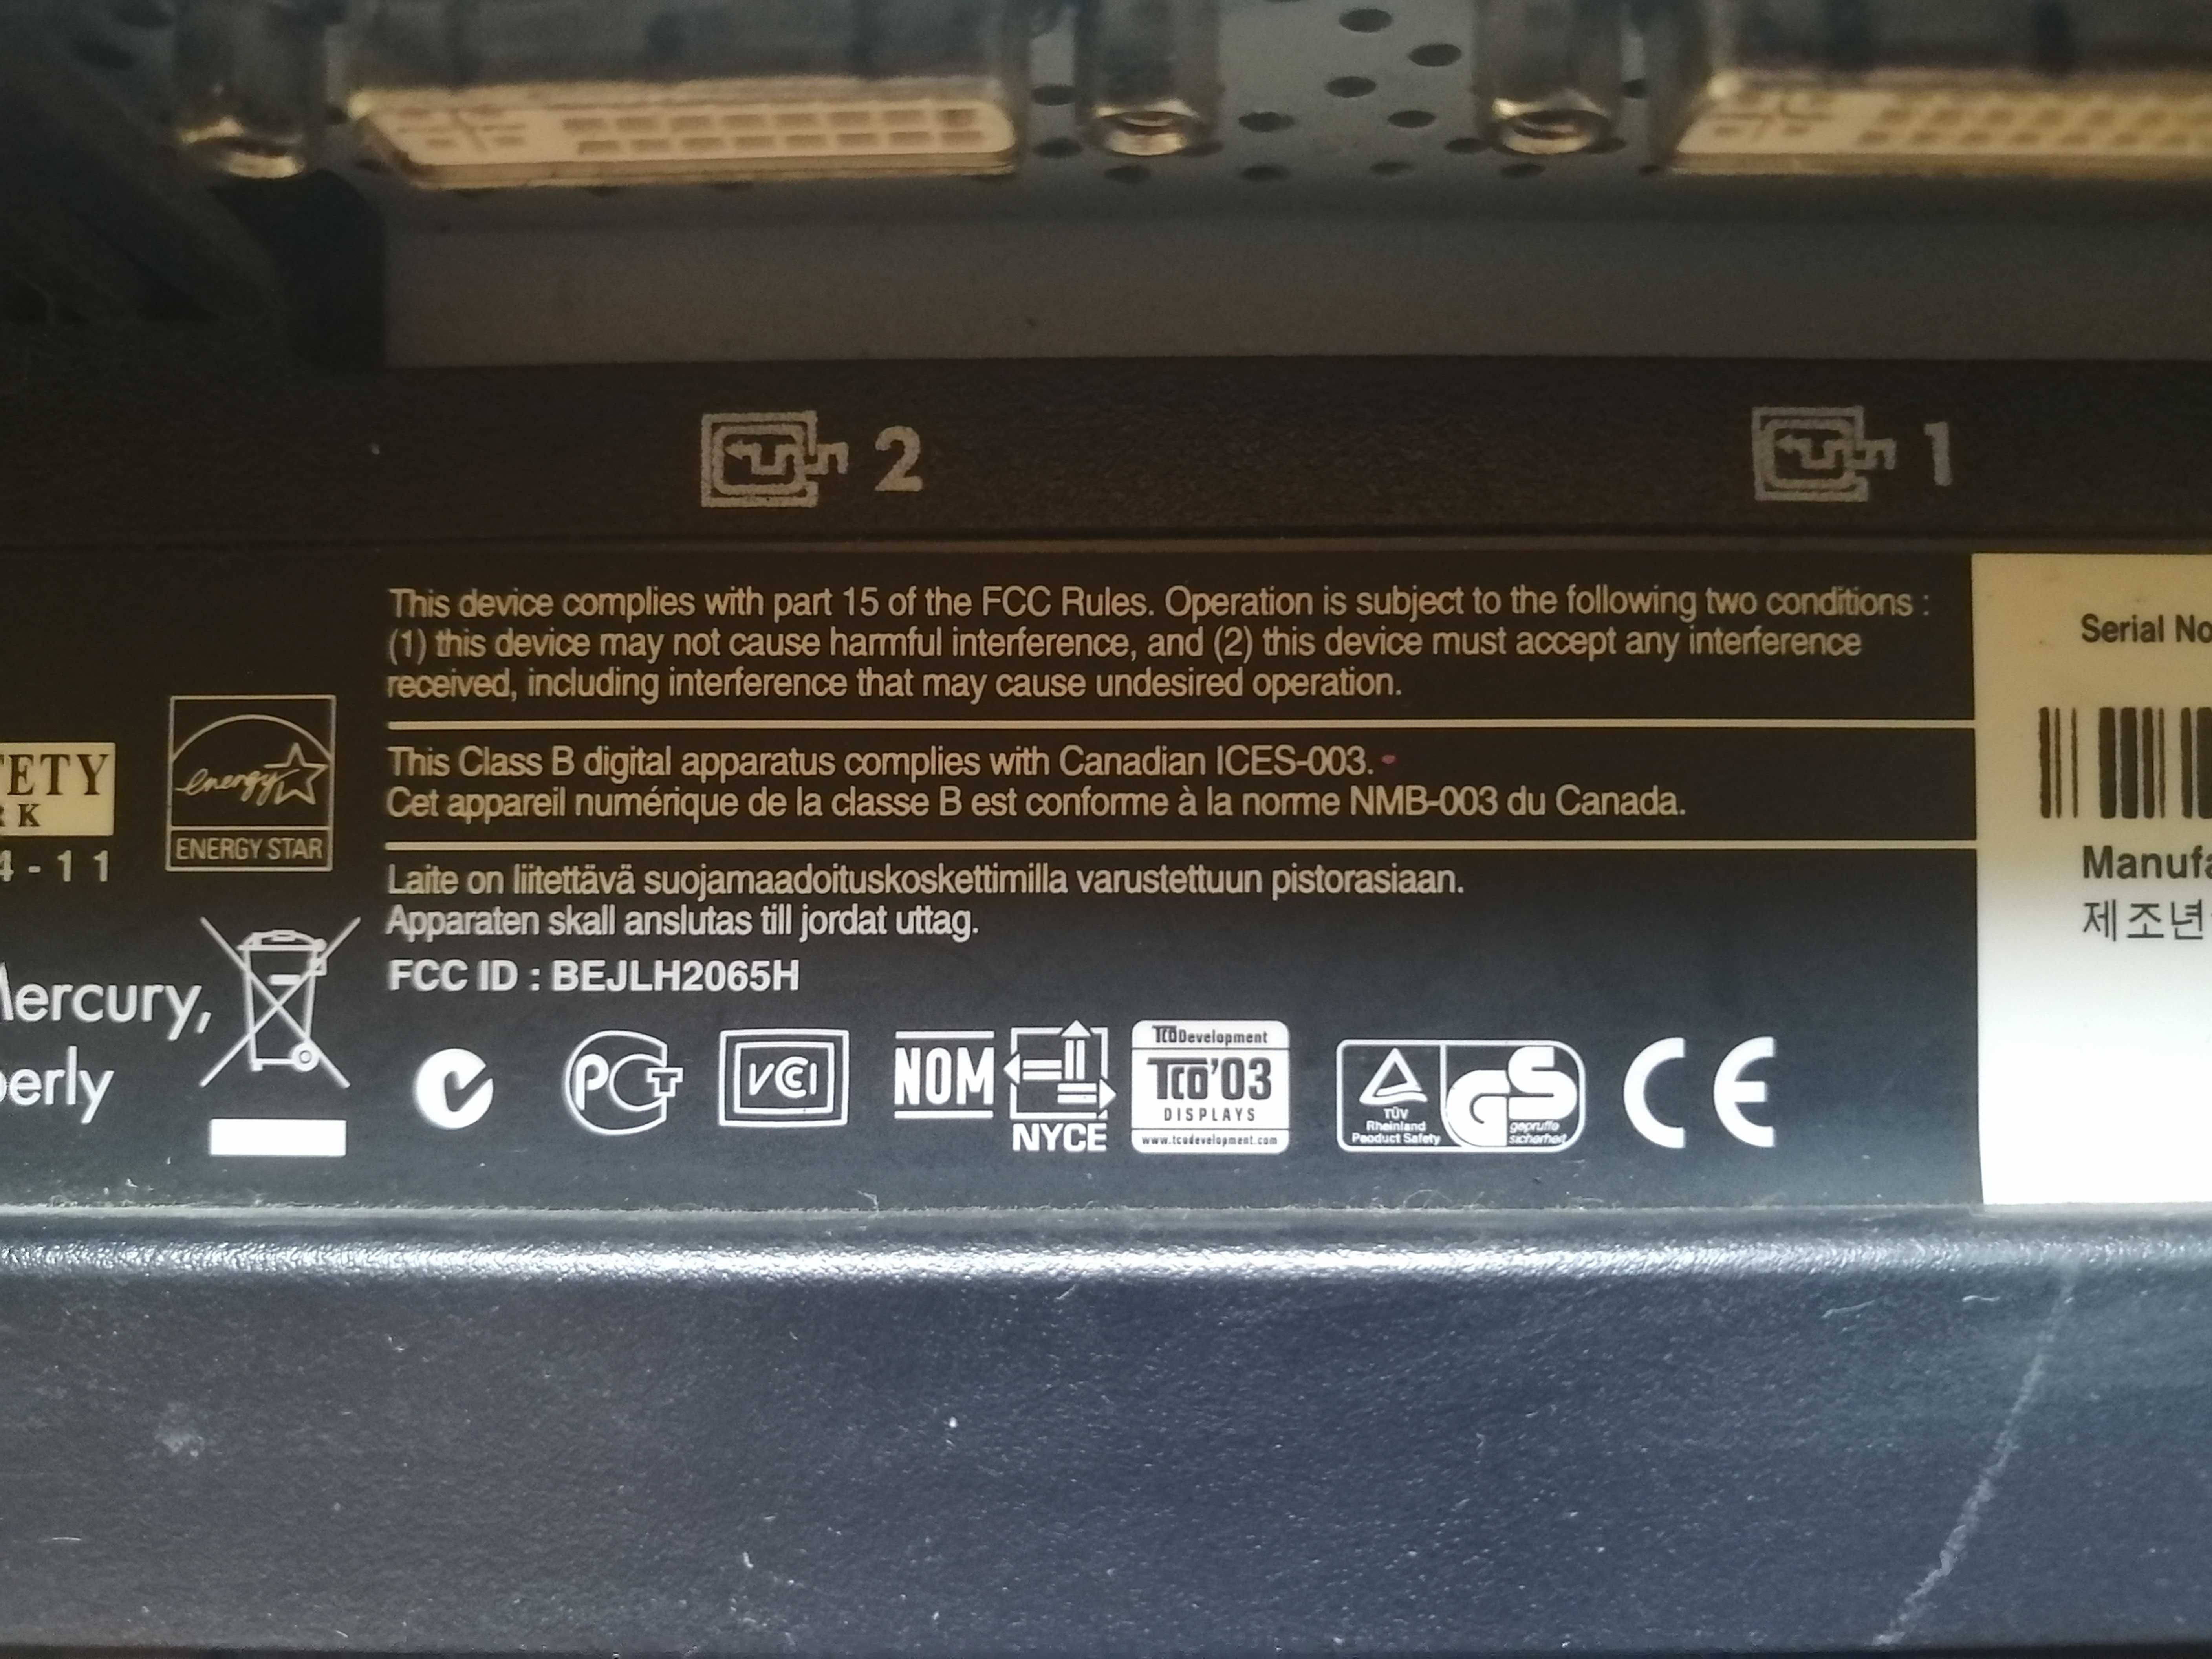 2
1
This device complies with part 15 of the FCC Rules. Operation is subject to the following two conditions :
(1) this device may not cause harmful interference, and (2) this device must accept any interference
received, including interference that may cause undesired operation.
This Class B digital apparatus complies with Canadian ICES-003.
Cet appareil numérique de la classe B est conforme à la norme NMB-003 du Canada.
Laite on liitettävä suojamaadoituskoskettimilla varustettuun pistorasiaan.
Apparaten skall anslutas till jordat uttag.
FCC ID : BEJLH2065H
energy
ENERGY STAR
4-11
PCT
VCCI
NOM
NYCE
TCO Development
TCO'03
DISPLAYS
www.tcodevelopment.com
TÜV
Rheinland
Product Safety
GS
geprüfte
sicherheit
CE
Serial No